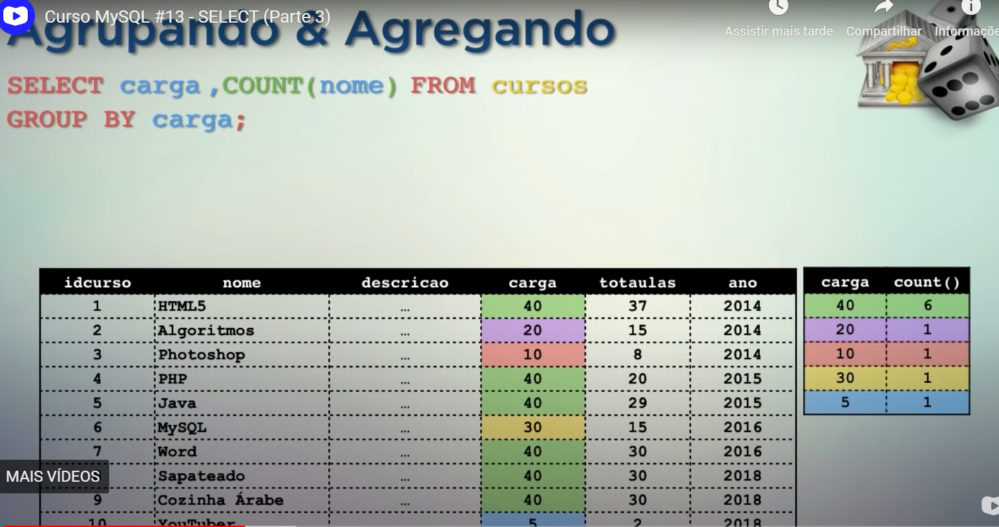 Curso MySQL #13 - SELECT (Parte 3)
Agrupando & Agregando
Assistir mais tarde Compartilhar Informaçõe
SELECT carga ,COUNT(nome) FROM cursos
GROUP BY carga;
idcurso nome descricao carga totaulas ano
1 HTML5 ... 40 37 2014
2 Algoritmos ... 20 15 2014
3 Photoshop ... 10 8 2014
4 PHP ... 40 20 2015
5 Java ... 40 29 2015
6 MySQL ... 30 15 2016
7 Word ... 40 30 2016
8 Sapateado ... 40 30 2018
9 Cozinha Árabe ... 40 30 2018
10 YouTuber ... 5 2 2018
carga count()
40 6
20 1
10 1
30 1
5 1
MAIS VÍDEOS